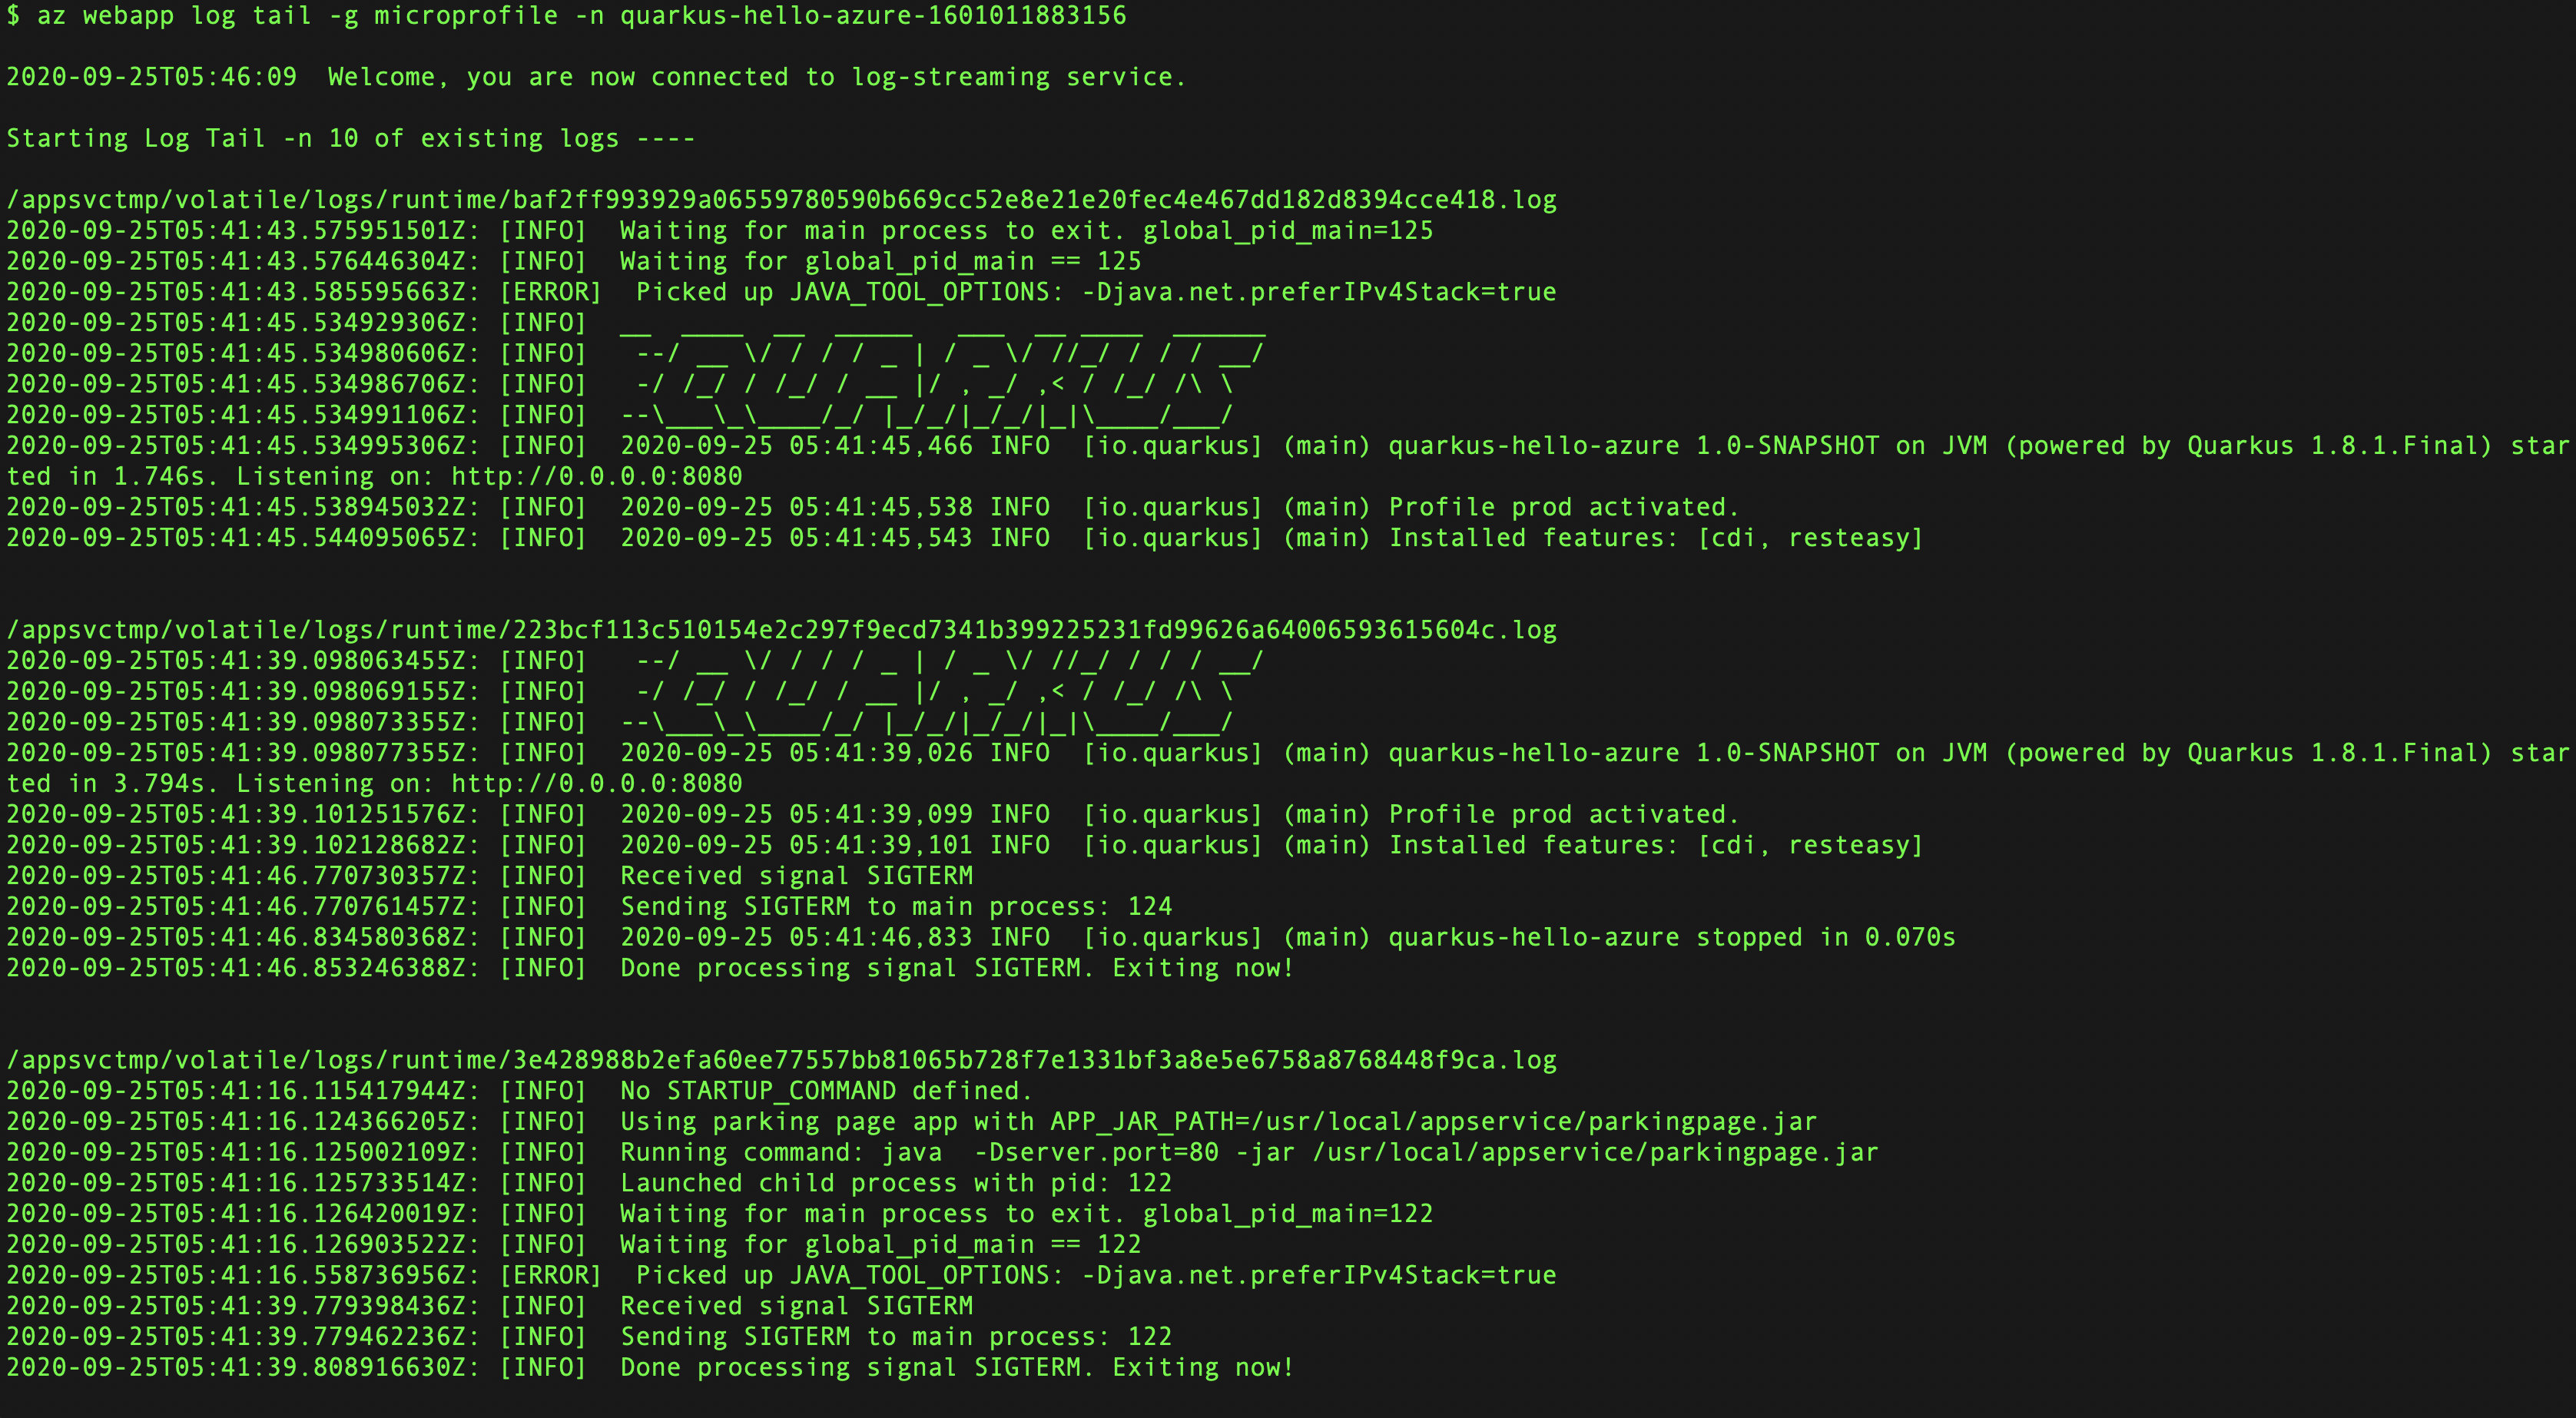 $ az webapp log tail -g microprofile -n quarkus-hello-azure-1601011883156
2020-09-25T05:46:09  Welcome, you are now connected to log-streaming service.
Starting Log Tail -n 10 of existing logs ----
/appsvctmp/volatile/logs/runtime/baf2ff993929a06559780590b669cc52e8e21e20fec4e467dd182d8394cce418.log
2020-09-25T05:41:43.575951501Z: [INFO]  Waiting for main process to exit. global_pid_main=125
2020-09-25T05:41:43.576446304Z: [INFO]  Waiting for global_pid_main == 125
2020-09-25T05:41:43.585595663Z: [ERROR]  Picked up JAVA_TOOL_OPTIONS: -Djava.net.preferIPv4Stack=true
2020-09-25T05:41:45.534929306Z: [INFO]  __  ____  __  _____   ___  __ ____  ______
2020-09-25T05:41:45.534980606Z: [INFO]   --/ __ \/ / / / _ | / _ \/ //_/ / / / __/
2020-09-25T05:41:45.534986706Z: [INFO]   -/ /_/ / /_/ / __ |/ , _/ ,< / /_/ /\ \
2020-09-25T05:41:45.534991106Z: [INFO]  --\___\_\____/_/ |_/_/|_/_/|_|\____/___/
2020-09-25T05:41:45.534995306Z: [INFO]  2020-09-25 05:41:45,466 INFO  [io.quarkus] (main) quarkus-hello-azure 1.0-SNAPSHOT on JVM (powered by Quarkus 1.8.1.Final) star
ted in 1.746s. Listening on: http://0.0.0.0:8080
2020-09-25T05:41:45.538945032Z: [INFO]  2020-09-25 05:41:45,538 INFO  [io.quarkus] (main) Profile prod activated.
2020-09-25T05:41:45.544095065Z: [INFO]  2020-09-25 05:41:45,543 INFO  [io.quarkus] (main) Installed features: [cdi, resteasy]
/appsvctmp/volatile/logs/runtime/223bcf113c510154e2c297f9ecd7341b399225231fd99626a64006593615604c.log
2020-09-25T05:41:39.098063455Z: [INFO]   --/ __ \/ / / / _ | / _ \/ //_/ / / / __/
2020-09-25T05:41:39.098069155Z: [INFO]   -/ /_/ / /_/ / __ |/ , _/ ,< / /_/ /\ \
2020-09-25T05:41:39.098073355Z: [INFO]  --\___\_\____/_/ |_/_/|_/_/|_|\____/___/
2020-09-25T05:41:39.098077355Z: [INFO]  2020-09-25 05:41:39,026 INFO  [io.quarkus] (main) quarkus-hello-azure 1.0-SNAPSHOT on JVM (powered by Quarkus 1.8.1.Final) star
ted in 3.794s. Listening on: http://0.0.0.0:8080
2020-09-25T05:41:39.101251576Z: [INFO]  2020-09-25 05:41:39,099 INFO  [io.quarkus] (main) Profile prod activated.
2020-09-25T05:41:39.102128682Z: [INFO]  2020-09-25 05:41:39,101 INFO  [io.quarkus] (main) Installed features: [cdi, resteasy]
2020-09-25T05:41:46.770730357Z: [INFO]  Received signal SIGTERM
2020-09-25T05:41:46.770761457Z: [INFO]  Sending SIGTERM to main process: 124
2020-09-25T05:41:46.834580368Z: [INFO]  2020-09-25 05:41:46,833 INFO  [io.quarkus] (main) quarkus-hello-azure stopped in 0.070s
2020-09-25T05:41:46.853246388Z: [INFO]  Done processing signal SIGTERM. Exiting now!
/appsvctmp/volatile/logs/runtime/3e428988b2efa60ee77557bb81065b728f7e1331bf3a8e5e6758a8768448f9ca.log
2020-09-25T05:41:16.115417944Z: [INFO]  No STARTUP_COMMAND defined.
2020-09-25T05:41:16.124366205Z: [INFO]  Using parking page app with APP_JAR_PATH=/usr/local/appservice/parkingpage.jar
2020-09-25T05:41:16.125002109Z: [INFO]  Running command: java  -Dserver.port=80 -jar /usr/local/appservice/parkingpage.jar
2020-09-25T05:41:16.125733514Z: [INFO]  Launched child process with pid: 122
2020-09-25T05:41:16.126420019Z: [INFO]  Waiting for main process to exit. global_pid_main=122
2020-09-25T05:41:16.126903522Z: [INFO]  Waiting for global_pid_main == 122
2020-09-25T05:41:16.558736956Z: [ERROR]  Picked up JAVA_TOOL_OPTIONS: -Djava.net.preferIPv4Stack=true
2020-09-25T05:41:39.779398436Z: [INFO]  Received signal SIGTERM
2020-09-25T05:41:39.779462236Z: [INFO]  Sending SIGTERM to main process: 122
2020-09-25T05:41:39.808916630Z: [INFO]  Done processing signal SIGTERM. Exiting now!